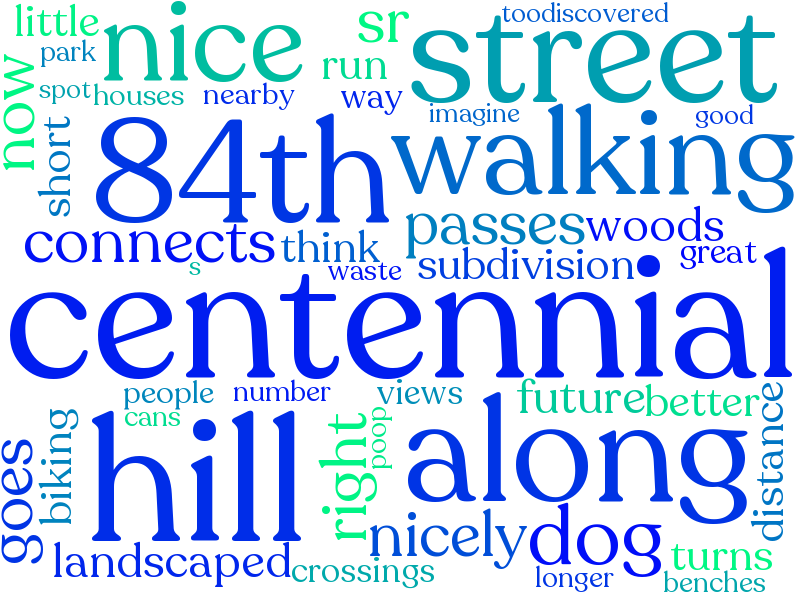 little
nice
sr
toodiscovered
street
park
run
now
spot
houses
nearby
way
imagine
good
short
84th
walking
connects
think
passes
woods
s
waste
subdivision
great
centennial
people
number
views
future
better
cans
goes
biking
hill
right
poop
along
distance
landscaped
crossings
nicely
dog
longer
turns
benches